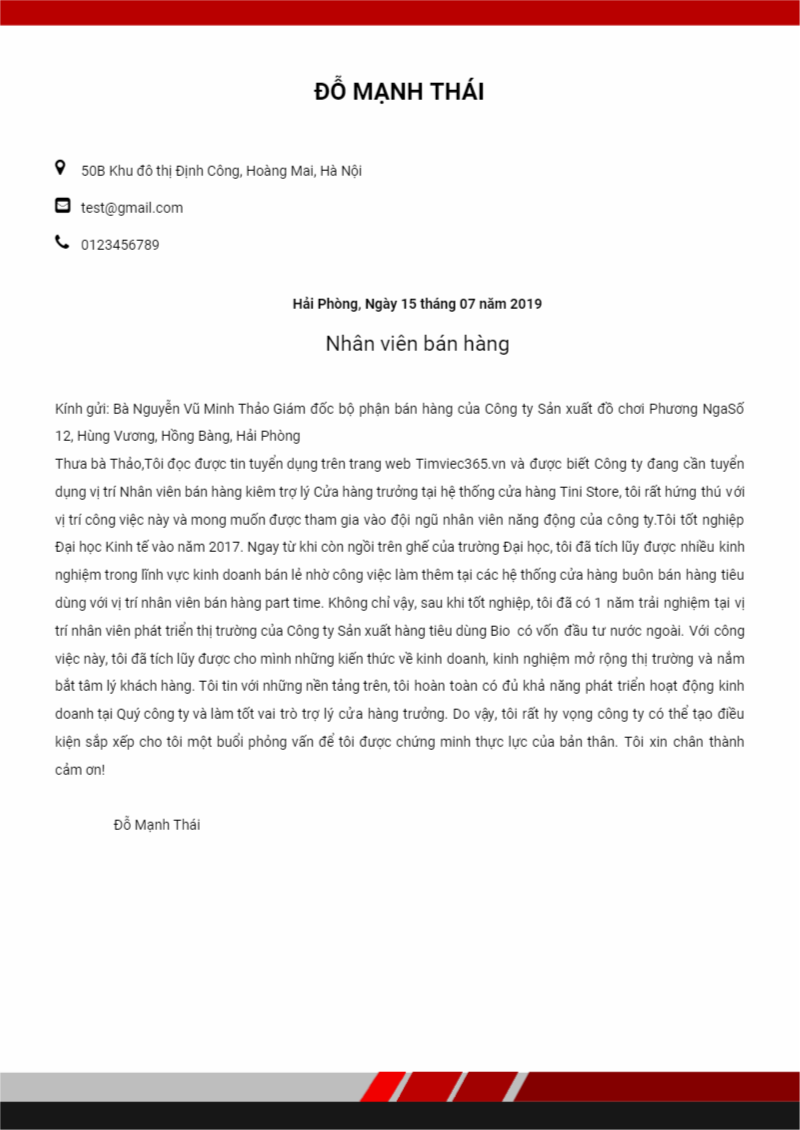 ĐỖ MẠNH THÁI
50B Khu đô thị Định Công, Hoàng Mai, Hà Nội
test@gmail.com
0123456789
Hải Phòng, Ngày 15 tháng 07 năm 2019
Nhân viên bán hàng
Kính gửi: Bà Nguyễn Vũ Minh Thảo Giám đốc bộ phận bán hàng của Công ty Sản xuất đồ chơi Phương NgaSố
12, Hùng Vương, Hồng Bàng, Hải Phòng
Thưa bà Thảo,Tôi đọc được tin tuyển dụng trên trang web Timviec365.vn và được biết Công ty đang cần tuyển
dụng vị trí Nhân viên bán hàng kiêm trợ lý Cửa hàng trưởng tại hệ thống cửa hàng Tini Store, tôi rất hứng thú với
vị trí công việc này và mong muốn được tham gia vào đội ngũ nhân viên năng động của công ty.Tôi tốt nghiệp
Đại học Kinh tế vào năm 2017. Ngay từ khi còn ngồi trên ghế của trường Đại học, tôi đã tích lũy được nhiều kinh
nghiệm trong lĩnh vực kinh doanh bán lẻ nhờ công việc làm thêm tại các hệ thống cửa hàng buôn bán hàng tiêu
dùng với vị trí nhân viên bán hàng part time. Không chỉ vậy, sau khi tốt nghiệp, tôi đã có 1 năm trải nghiệm tại vị
trí nhân viên phát triển thị trường của Công ty Sản xuất hàng tiêu dùng Bio có vốn đầu tư nước ngoài. Với công
việc này, tôi đã tích lũy được cho mình những kiến thức về kinh doanh, kinh nghiệm mở rộng thị trường và nắm
bắt tâm lý khách hàng. Tôi tin với những nền tảng trên, tôi hoàn toàn có đủ khả năng phát triển hoạt động kinh
doanh tại Quý công ty và làm tốt vai trò trợ lý cửa hàng trưởng. Do vậy, tôi rất hy vọng công ty có thể tạo điều
kiện sắp xếp cho tôi một buổi phỏng vấn để tôi được chứng minh thực lực của bản thân. Tôi xin chân thành
cảm ơn!
Đỗ Mạnh Thái